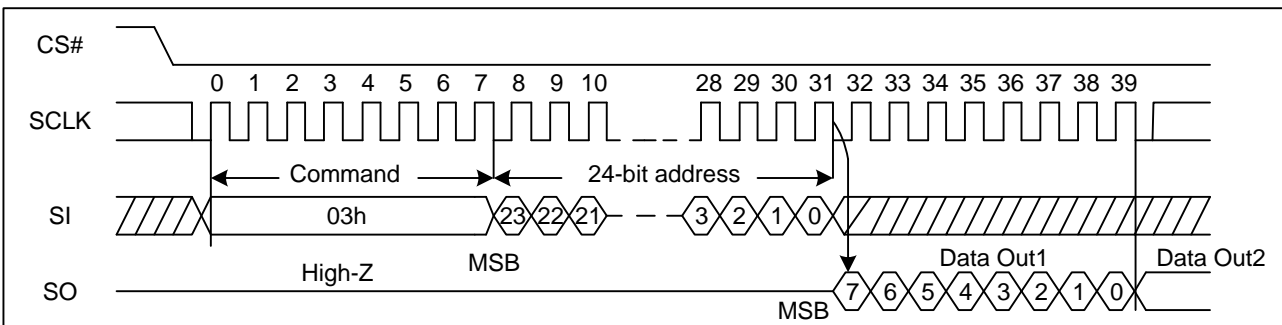 CS#
0 1 2 3 4 5 6 7 8 9 10 28 29 30 31 32 33 34 35 36 37 38 39
SCLK
Command 24-bit address
SI 03h 23 22 21 3 2 1 0
High-Z MSB Data Out1 Data Out2
SO MSB 7 6 5 4 3 2 1 0